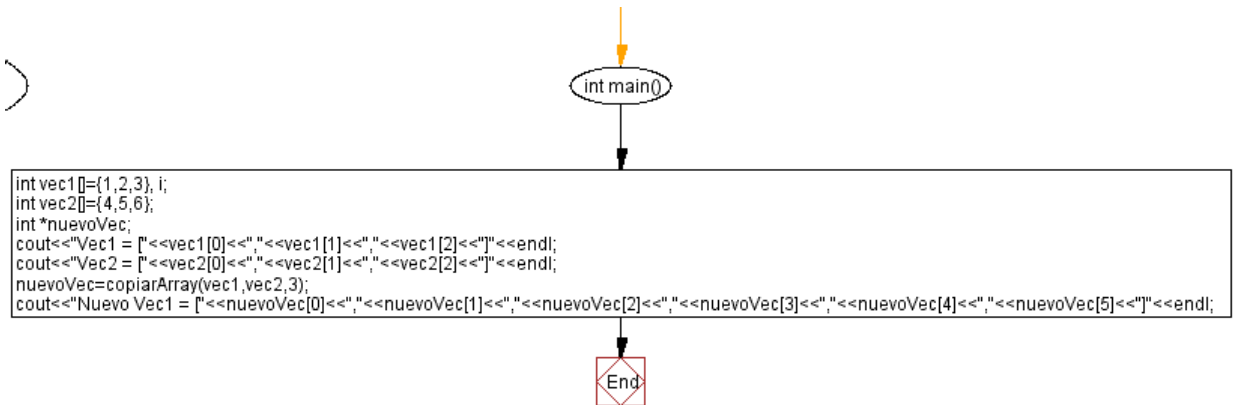 int main()
int vec1[]={1,2,3}, i;
int vec2[]={4,5,6};
int *nuevoVec;
cout<<"Vec1 = ["<<vec1[0]<<","<<vec1[1]<<","<<vec1[2]<<"]"<<endl;
cout<<"Vec2 = ["<<vec2[0]<<","<<vec2[1]<<","<<vec2[2]<<"]"<<endl;
nuevoVec=copiarArray(vec1,vec2,3);
cout<<"Nuevo Vec1 = ["<<nuevoVec[0]<<","<<nuevoVec[1]<<","<<nuevoVec[2]<<","<<nuevoVec[3]<<","<<nuevoVec[4]<<","<<nuevoVec[5]<<"]"<<endl;
End